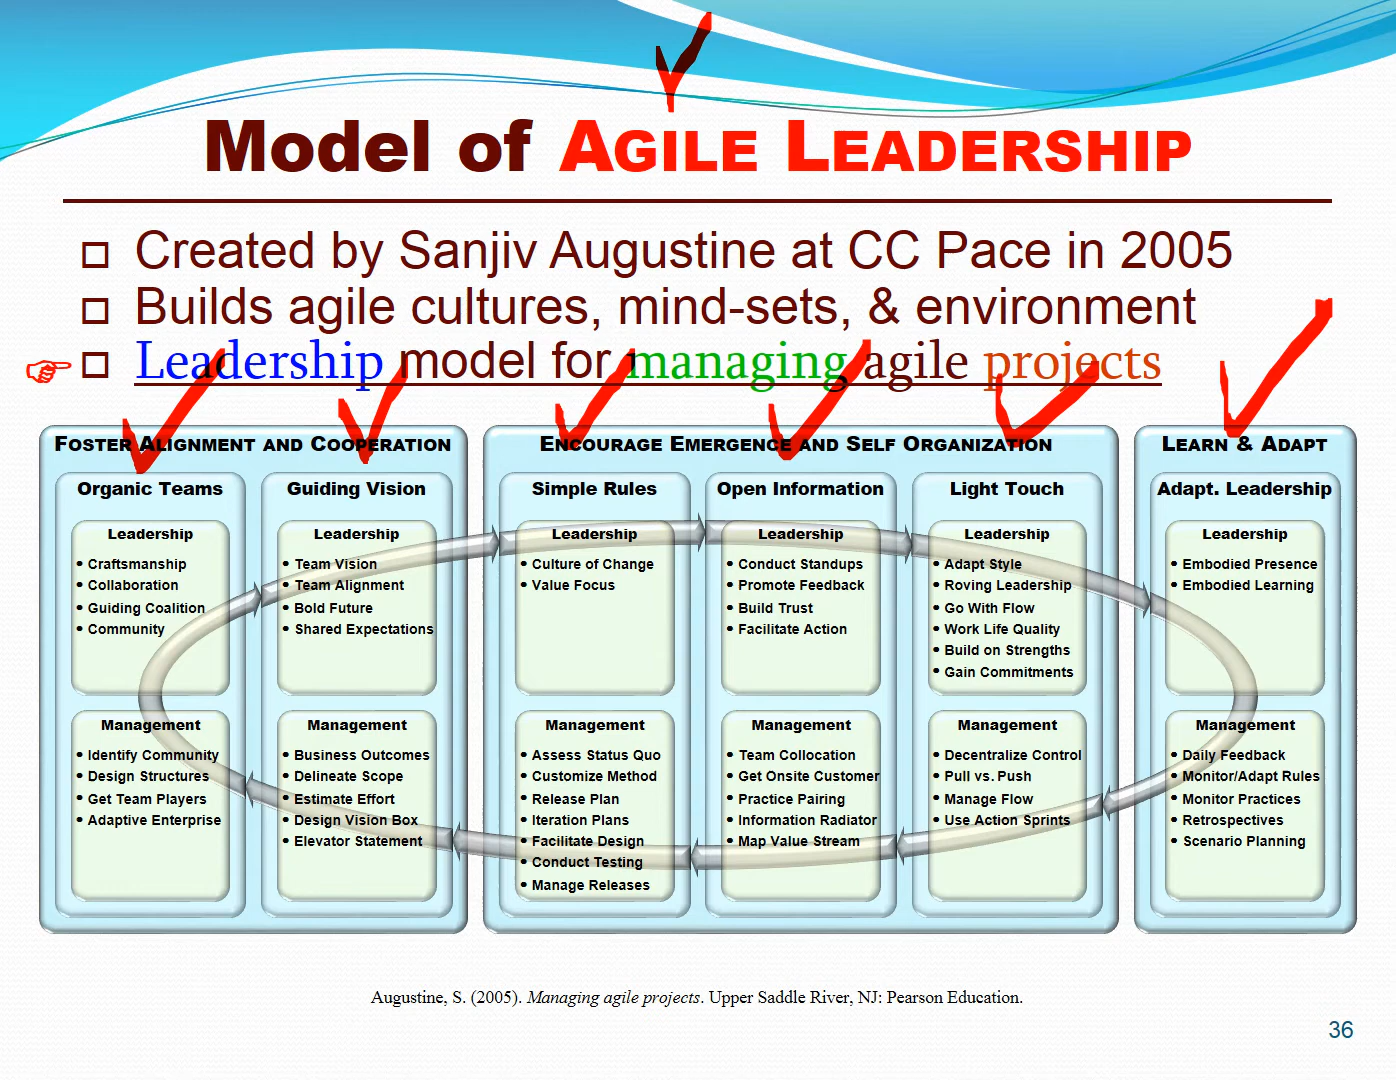 Model of AGILE LEADERSHIP
Created by Sanjiv Augustine at CC Pace in 2005
Builds agile cultures, mind-sets, & environment
Leadership model for managing agile projects
FOSTER ALIGNMENT AND COOPERATION
Organic Teams
Leadership
• Craftsmanship
• Collaboration
• Guiding Coalition
• Community
Management
• Identify Community
• Design Structures
• Get Team Players
• Adaptive Enterprise
Guiding Vision
Leadership
• Team Vision
• Team Alignment
• Bold Future
• Shared Expectations
Management
• Business Outcomes
• Delineate Scope
• Estimate Effort
• Design Vision Box
• Elevator Statement
ENCOURAGE EMERGENCE AND SELF ORGANIZATION
Simple Rules
Leadership
• Culture of Change
• Value Focus
Management
• Assess Status Quo
• Customize Method
• Release Plan
• Iteration Plans
• Facilitate Design
• Conduct Testing
• Manage Releases
Open Information
Leadership
• Conduct Standups
• Promote Feedback
• Build Trust
• Facilitate Action
Management
• Team Collocation
• Get Onsite Customer
• Practice Pairing
• Information Radiator
• Map Value Stream
Light Touch
Leadership
• Adapt Style
• Roving Leadership
• Go With Flow
• Work Life Quality
• Build on Strengths
• Gain Commitments
Management
• Decentralize Control
• Pull vs. Push
• Manage Flow
• Use Action Sprints
LEARN & ADAPT
Adapt. Leadership
Leadership
• Embodied Presence
• Embodied Learning
Management
• Daily Feedback
• Monitor/Adapt Rules
• Monitor Practices
• Retrospectives
• Scenario Planning
Augustine, S. (2005). Managing agile projects. Upper Saddle River, NJ: Pearson Education.
36